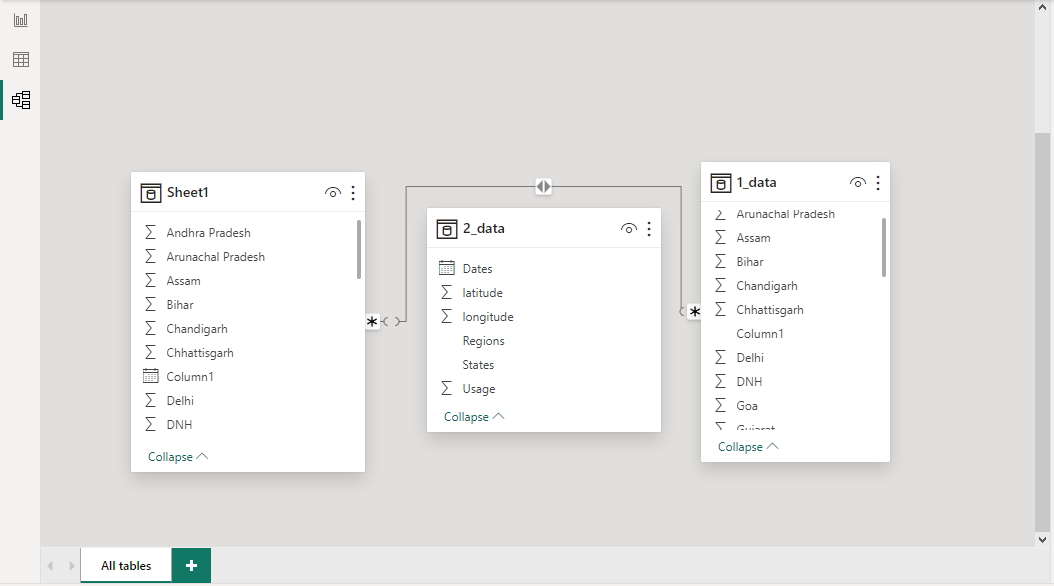 Sheet1
Andhra Pradesh
Arunachal Pradesh
Assam
Bihar
Chandigarh
Chhattisgarh
Column1
Delhi
DNH
Collapse
2_data
Dates
latitude
longitude
Regions
States
Usage
Collapse
1_data
Arunachal Pradesh
Assam
Bihar
Chandigarh
Chhattisgarh
Column1
Delhi
DNH
Goa
Gujarat
Collapse
All tables